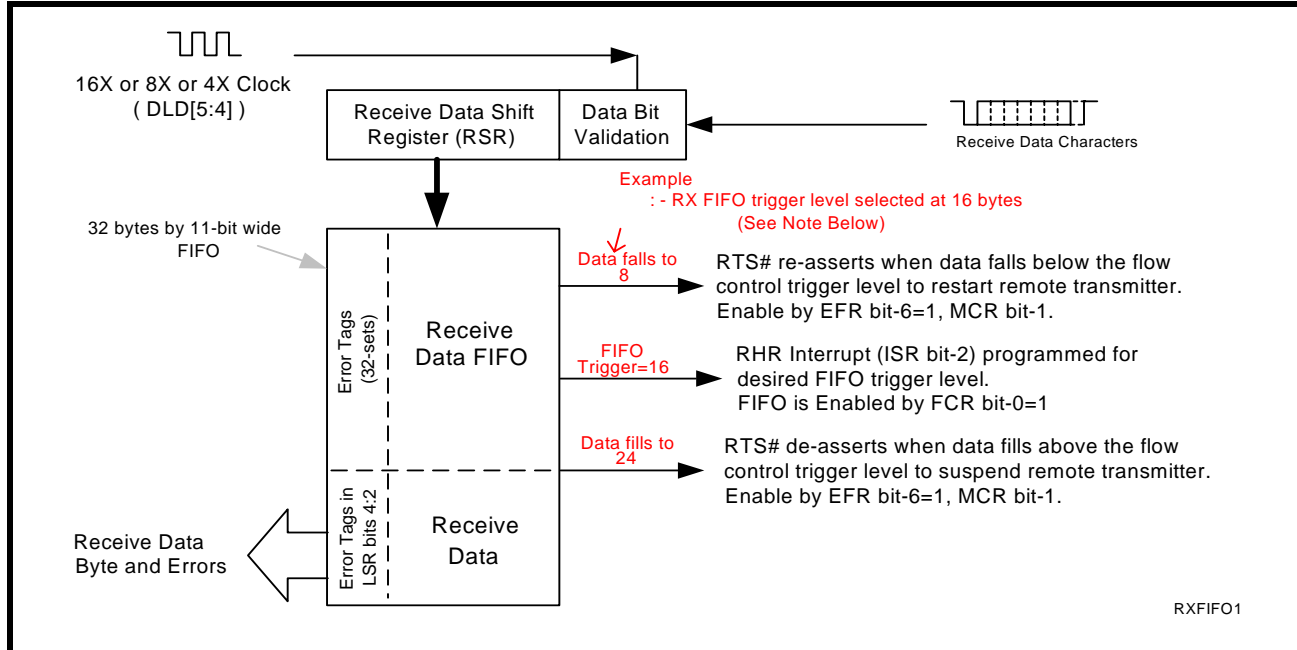 16X or 8X or 4X Clock
( DLD[5:4] )
Receive Data Shift
Register (RSR)
Data Bit
Validation
Receive Data Characters
Example
: - RX FIFO trigger level selected at 16 bytes
(See Note Below)
32 bytes by 11-bit wide
FIFO
Data falls to
8
RTS# re-asserts when data falls below the flow
control trigger level to restart remote transmitter.
Enable by EFR bit-6=1, MCR bit-1.
Error Tags
(32-sets)
Receive
Data FIFO
FIFO
Trigger=16
RHR Interrupt (ISR bit-2) programmed for
desired FIFO trigger level.
FIFO is Enabled by FCR bit-0=1
Data fills to
24
RTS# de-asserts when data fills above the flow
control trigger level to suspend remote transmitter.
Enable by EFR bit-6=1, MCR bit-1.
Error Tags in
LSR bits 4:2
Receive
Data
Receive Data
Byte and Errors
RXFIFO1